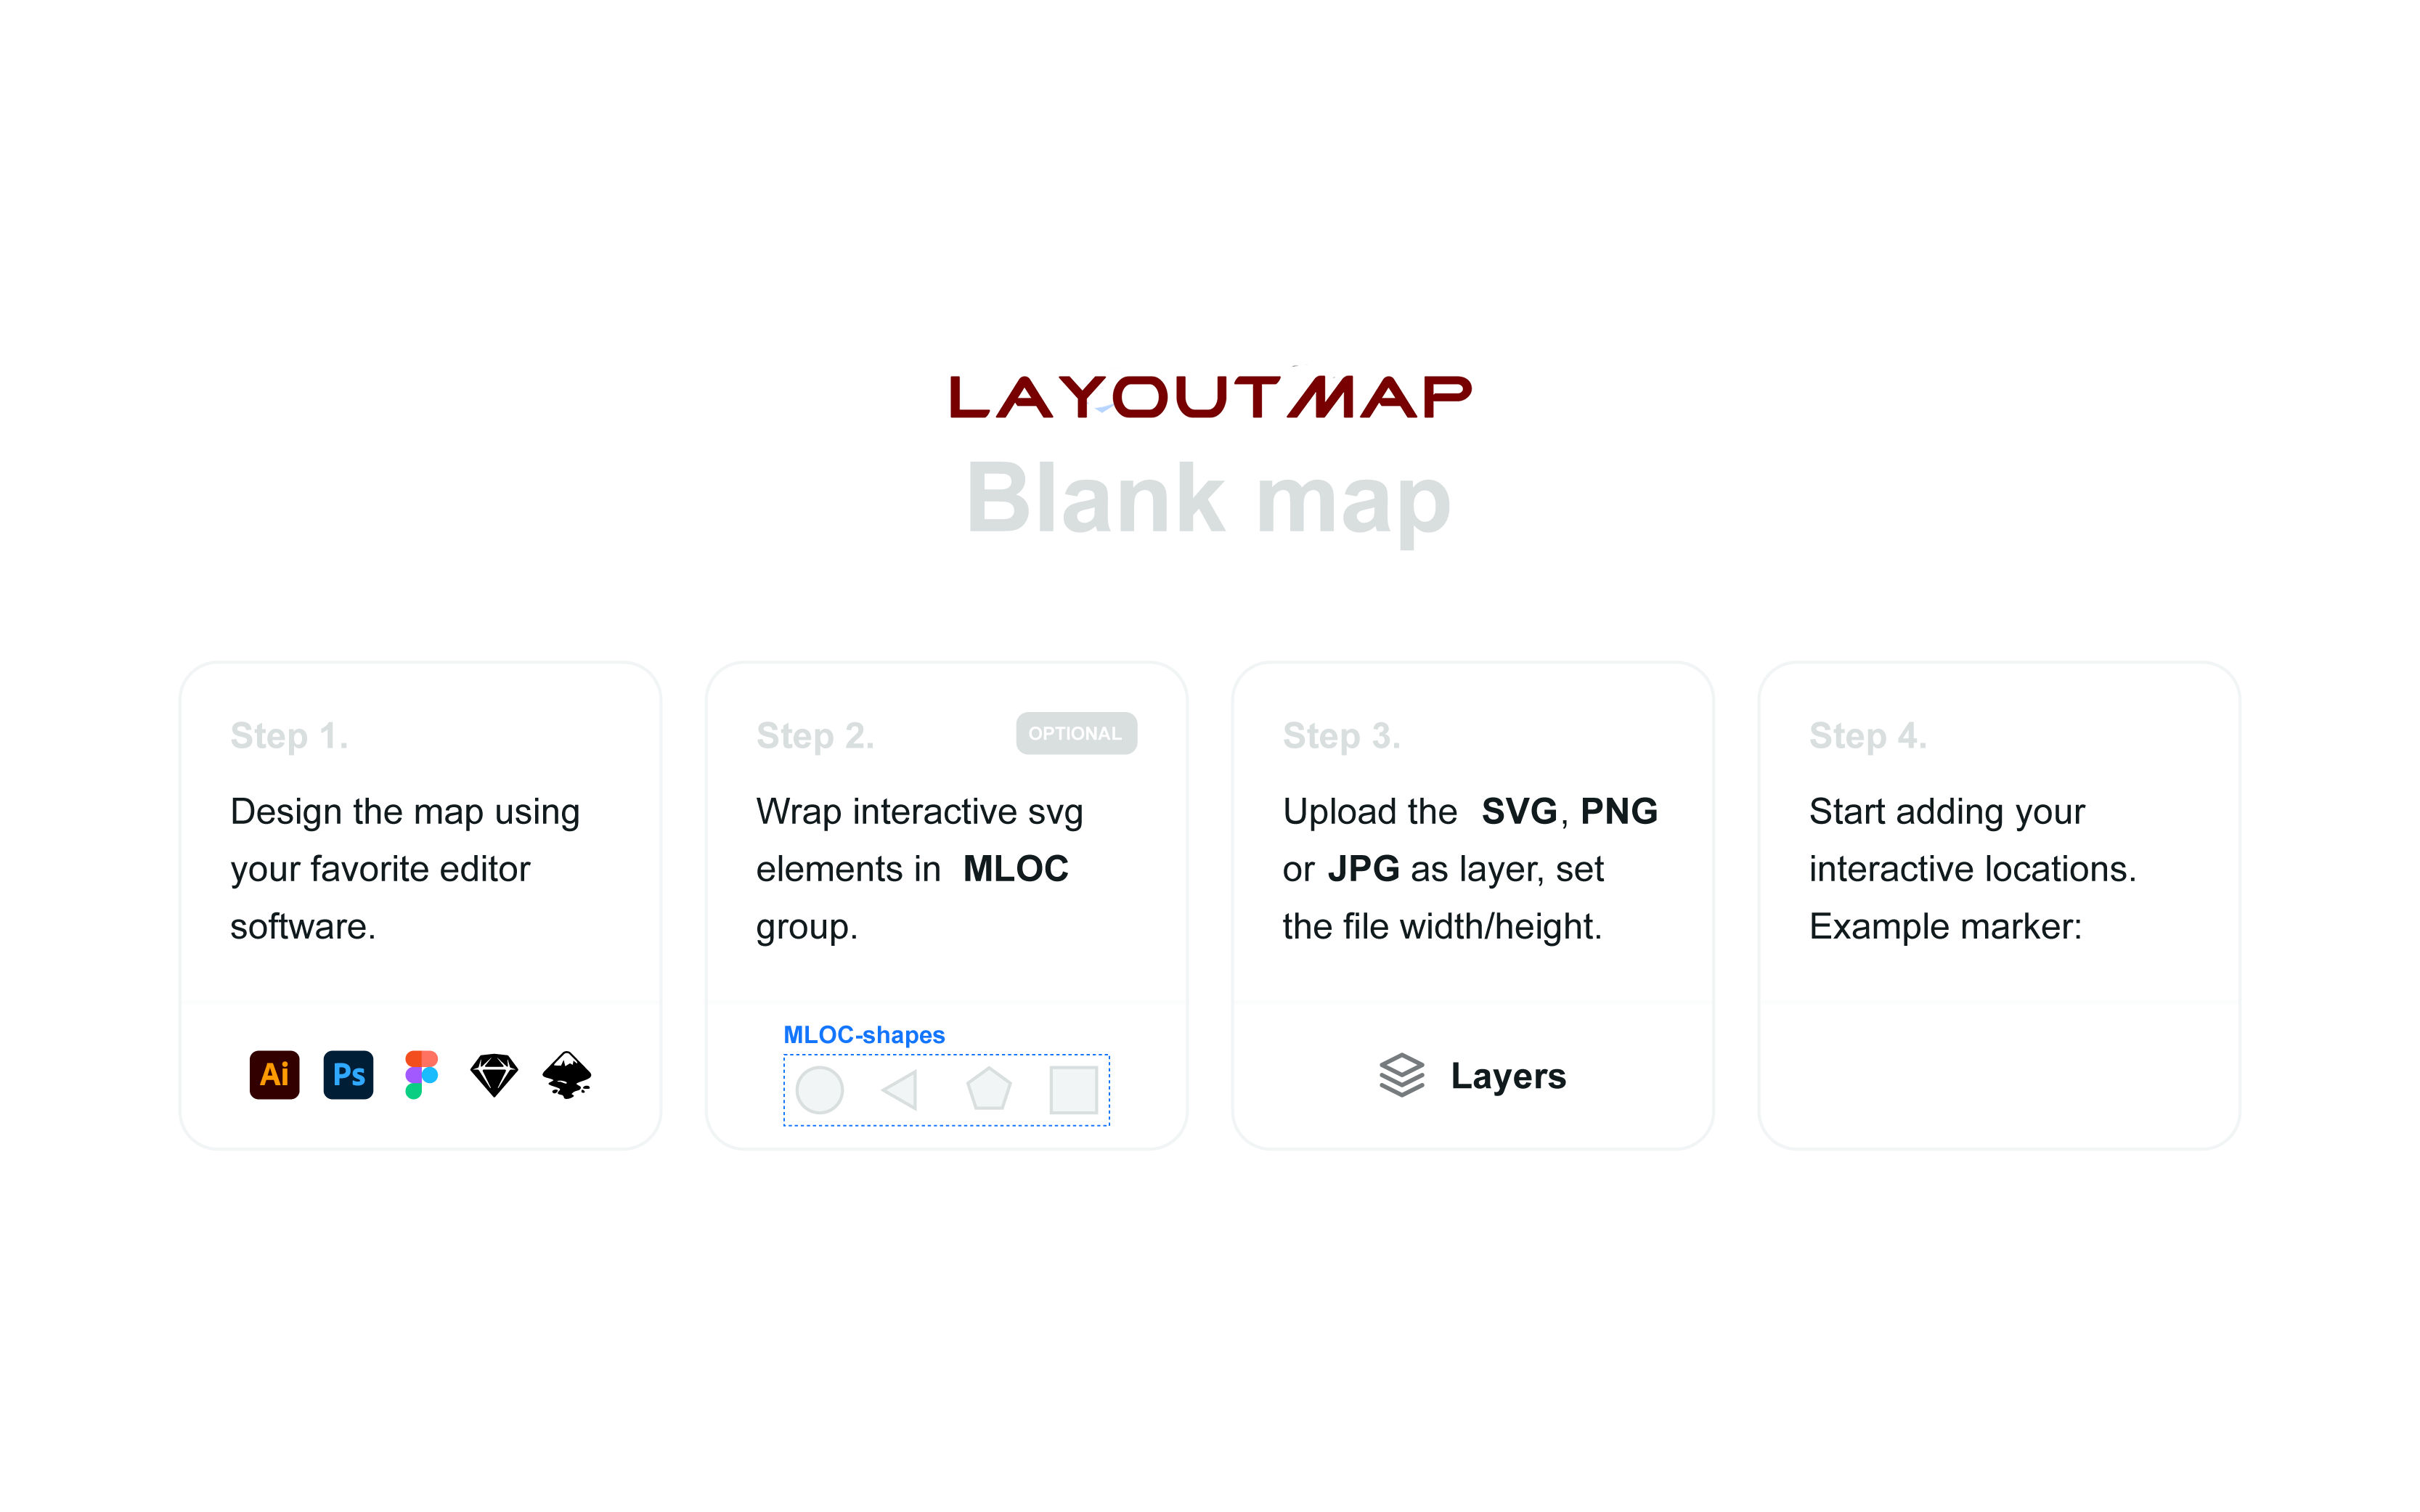 LAYOUTMAP
Blank map
Step 1.
Design the map using
your favorite editor
software.
Ai Ps
Step 2.
OPTIONAL
Wrap interactive svg
elements in MLOC
group.
MLOC-shapes
Step 3.
Upload the SVG, PNG
or JPG as layer, set
the file width/height.
Layers
Step 4.
Start adding your
interactive locations.
Example marker: